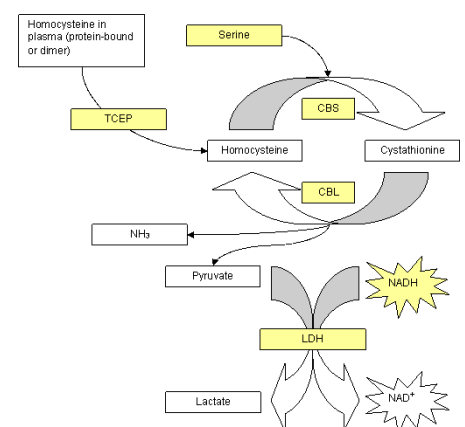 Homocysteine in
plasma (protein-bound
or dimer)
Serine
TCEP
CBS
Homocysteine
Cystathionine
CBL
NH₃
Pyruvate
NADH
LDH
Lactate
NAD⁺